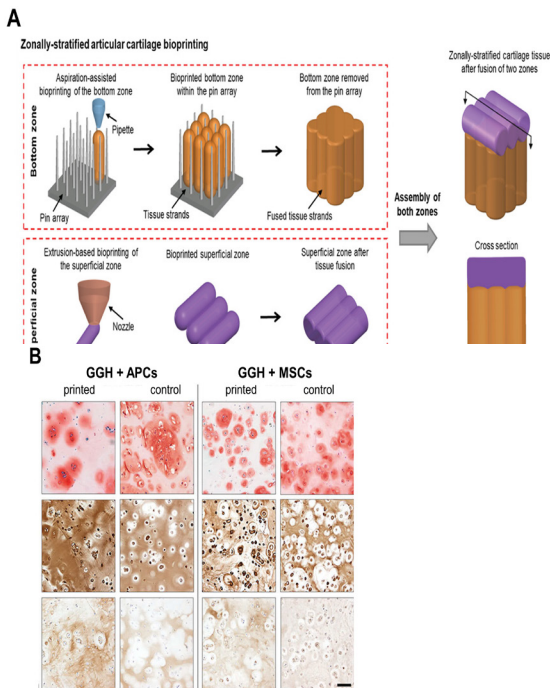 A
Zonally-stratified articular cartilage bioprinting
Bottom zone
Aspiration-assisted
bioprinting of the bottom zone
Pipette
Pin array
Bioprinted bottom zone
within the pin array
Tissue strands
Bottom zone removed
from the pin array
Fused tissue strands
perficial zone
Extrusion-based bioprinting of
the superficial zone
Nozzle
Bioprinted superficial zone
Superficial zone after
tissue fusion
Assembly of
both zones
Zonally-stratified cartilage tissue
after fusion of two zones
Cross section
B
GGH + APCs
GGH + MSCs
printed
control
printed
control